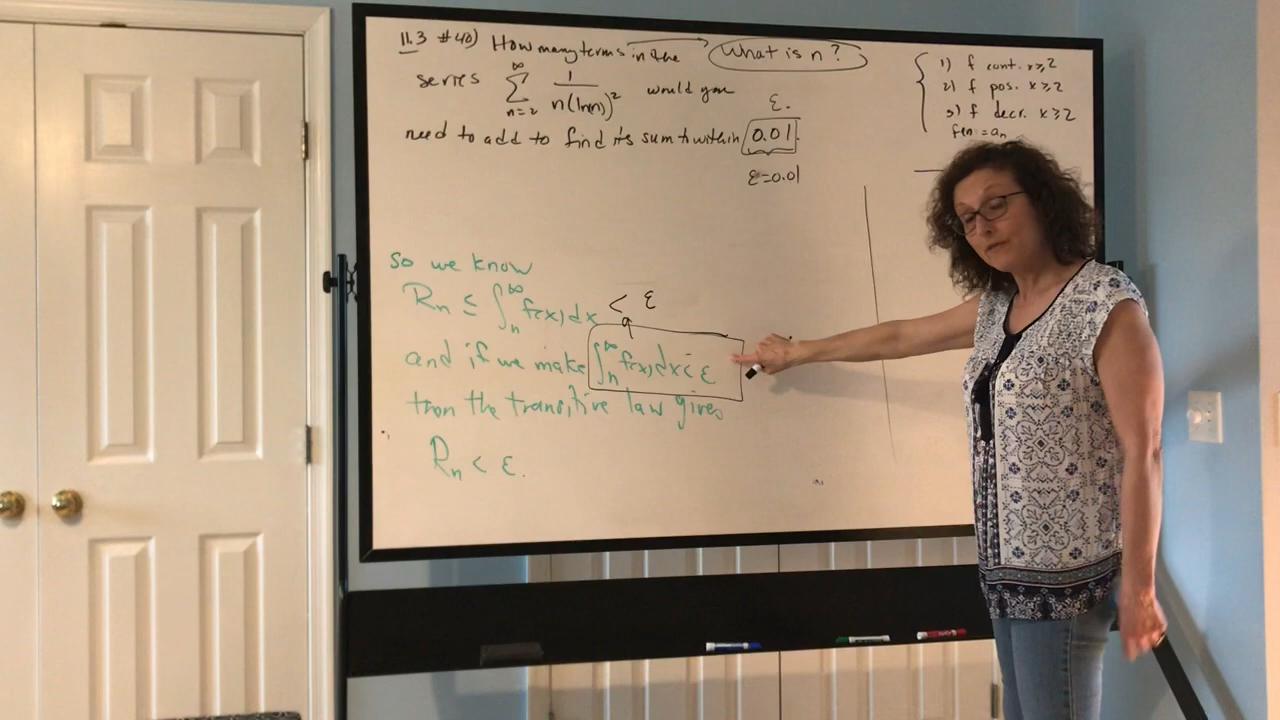 11.3 #40) How many terms in the What is n?
series ∞ Σ n=2 1/n(ln n)² would you
need to add to find its sum to within 0.01.
ε.
ε=0.01
1) f cont. x≥2
2) f pos. x≥2
3) f decr. x≥2
f(n)=aₙ
so we know
Rₙ ≤ ∫ₙ^∞ f(x)dx < ε
and if we make ∫ₙ^∞ f(x)dx < ε
then the transitive law gives
Rₙ < ε.